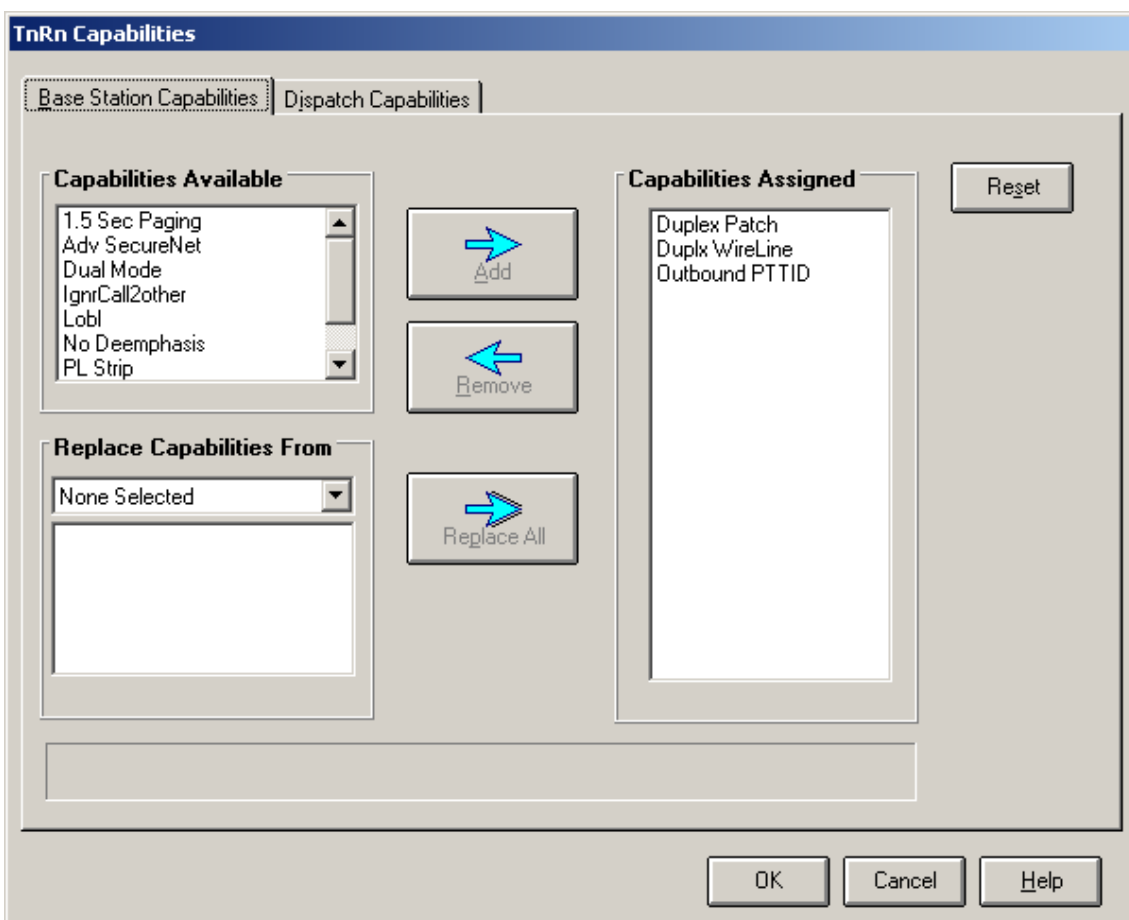 TnRn Capabilities
Base Station Capabilities
Dispatch Capabilities
Capabilities Available
1.5 Sec Paging
Adv SecureNet
Dual Mode
IgnrCall2other
Lobl
No Deemphasis
PL Strip
Add
Remove
Capabilities Assigned
Duplex Patch
Duplx WireLine
Outbound PTTID
Reset
Replace Capabilities From
None Selected
Replace All
OK
Cancel
Help